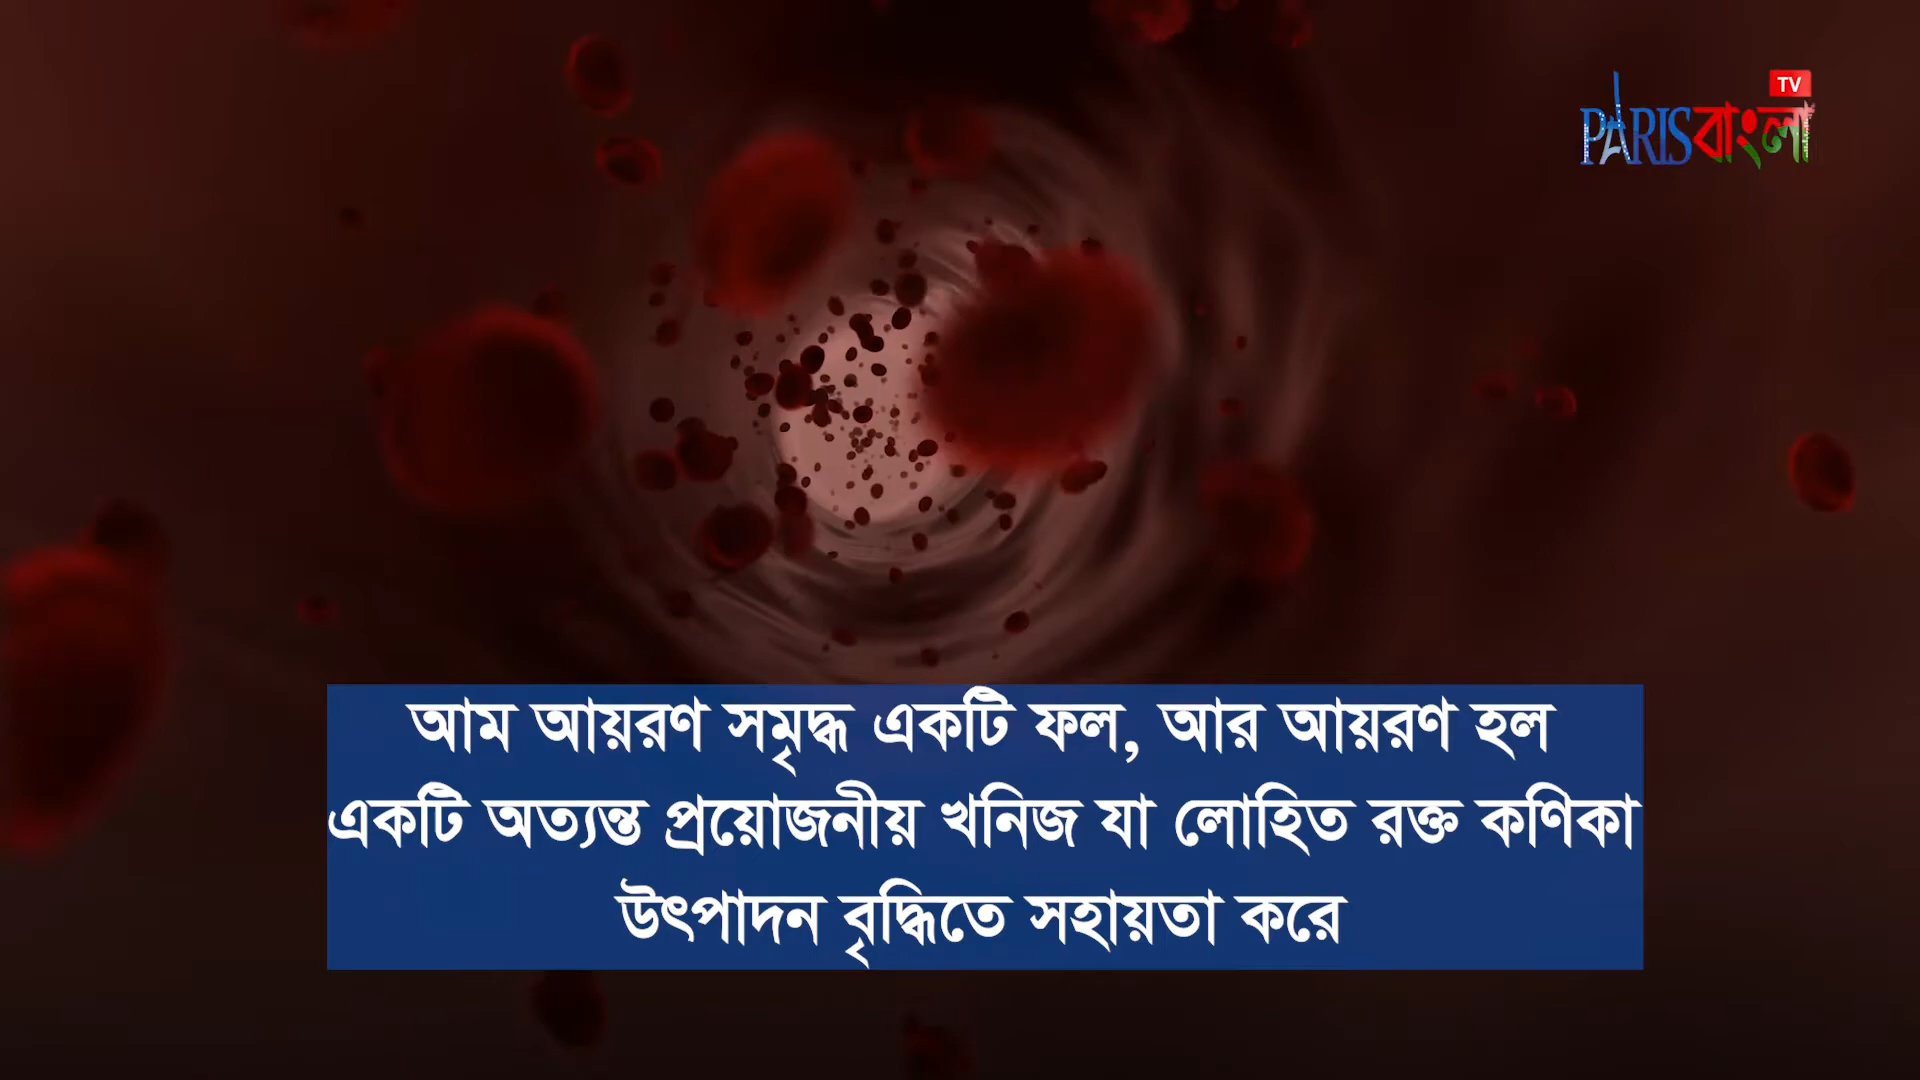 TV
PARISবাংলা
আম আয়রণ সমৃদ্ধ একটি ফল, আর আয়রণ হল
একটি অত্যন্ত প্রয়োজনীয় খনিজ যা লোহিত রক্ত কণিকা
উৎপাদন বৃদ্ধিতে সহায়তা করে